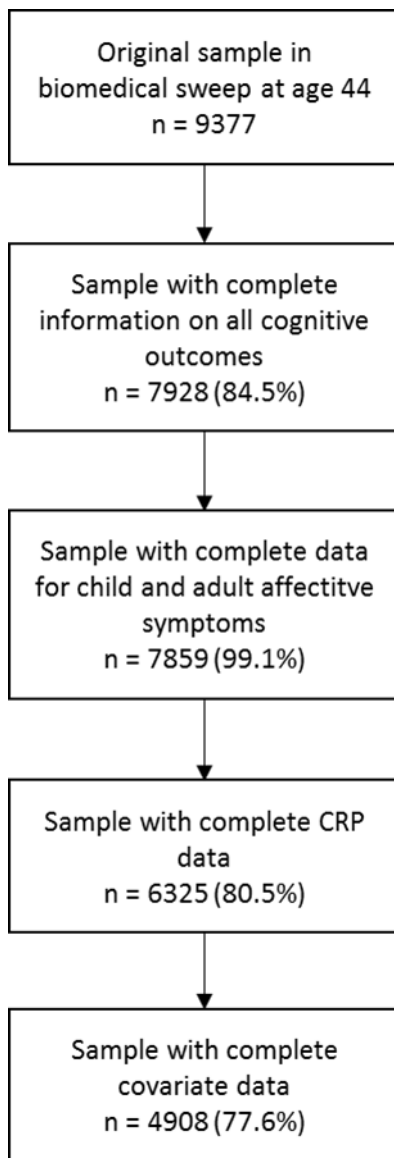 Original sample in
biomedical sweep at age 44
n = 9377
Sample with complete
information on all cognitive
outcomes
n = 7928 (84.5%)
Sample with complete data
for child and adult affectitve
symptoms
n = 7859 (99.1%)
Sample with complete CRP
data
n = 6325 (80.5%)
Sample with complete
covariate data
n = 4908 (77.6%)